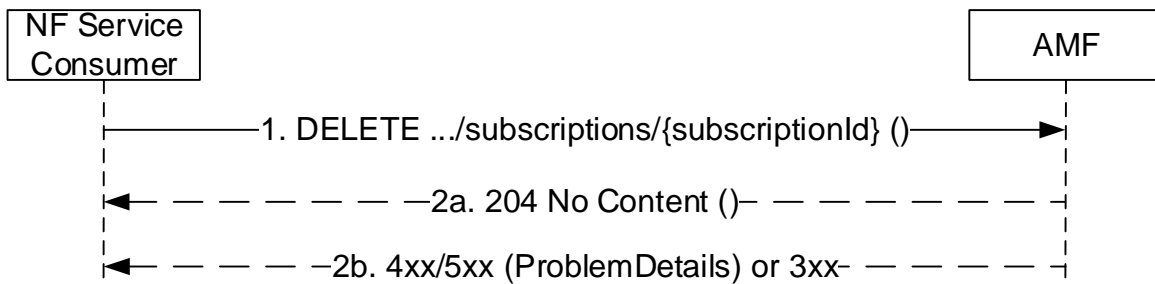 NF Service
Consumer
AMF
1. DELETE .../subscriptions/{subscriptionId} ()
2a. 204 No Content ()
2b. 4xx/5xx (ProblemDetails) or 3xx